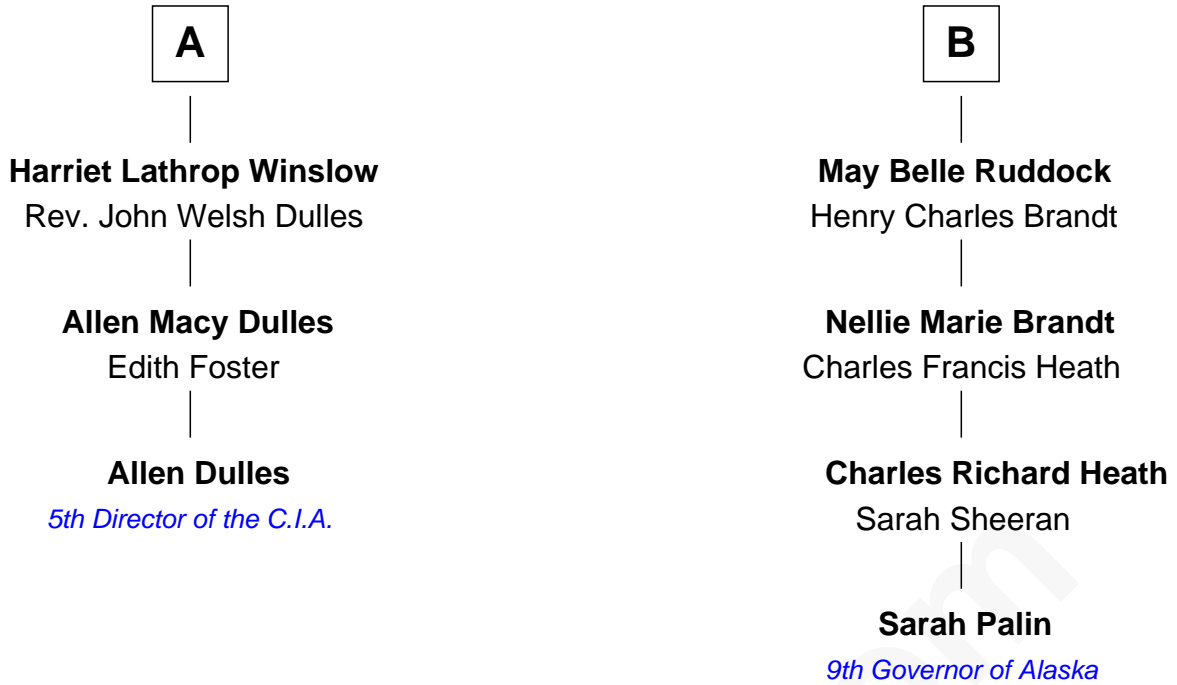 A
Harriet Lathrop Winslow
Rev. John Welsh Dulles
Allen Macy Dulles
Edith Foster
Allen Dulles
5th Director of the C.I.A.
B
May Belle Ruddock
Henry Charles Brandt
Nellie Marie Brandt
Charles Francis Heath
Charles Richard Heath
Sarah Sheeran
Sarah Palin
9th Governor of Alaska